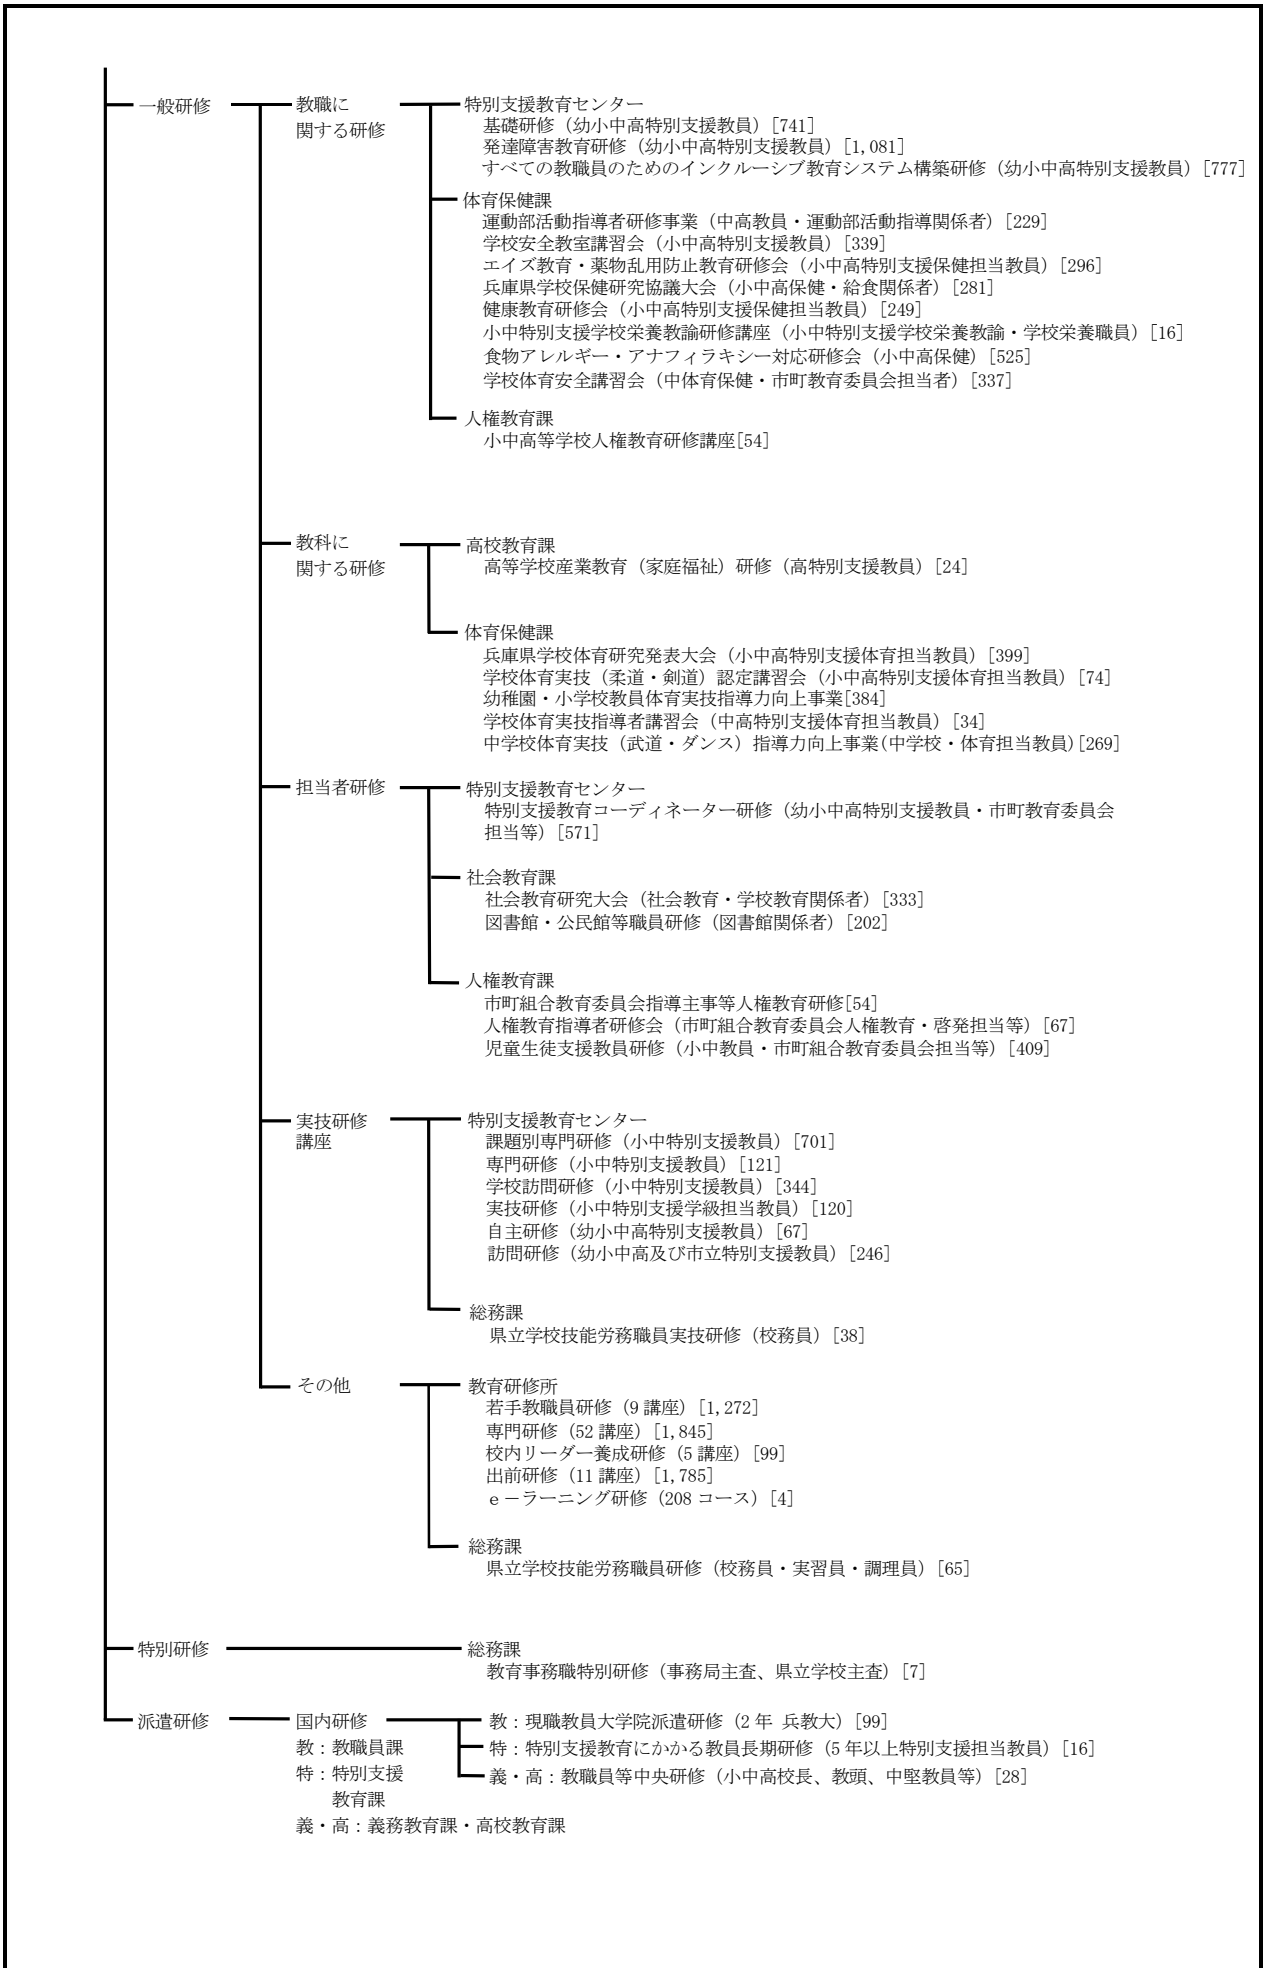 一般研修
教職に
関する研修
特別支援教育センター
基礎研修（幼小中高特別支援教員）[741]
発達障害教育研修（幼小中高特別支援教員）[1,081]
すべての教職員のためのインクルーシブ教育システム構築研修（幼小中高特別支援教員）[777]
体育保健課
運動部活動指導者研修事業（中高教員・運動部活動指導関係者）[229]
学校安全教室講習会（小中高特別支援教員）[339]
エイズ教育・薬物乱用防止教育研修会（小中高特別支援保健担当教員）[296]
兵庫県学校保健研究協議大会（小中高保健・給食関係者）[281]
健康教育研修会（小中高特別支援保健担当教員）[249]
小中特別支援学校栄養教諭研修講座（小中特別支援学校栄養教諭・学校栄養職員）[16]
食物アレルギー・アナフィラキシー対応研修会（小中高保健）[525]
学校体育安全講習会（中体育保健・市町教育委員会担当者）[337]
人権教育課
小中高等学校人権教育研修講座[54]
教科に
関する研修
高校教育課
高等学校産業教育（家庭福祉）研修（高特別支援教員）[24]
体育保健課
兵庫県学校体育研究発表大会（小中高特別支援体育担当教員）[399]
学校体育実技（柔道・剣道）認定講習会（小中高特別支援体育担当教員）[74]
幼稚園・小学校教員体育実技指導力向上事業[384]
学校体育実技指導者講習会（中高特別支援体育担当教員）[34]
中学校体育実技（武道・ダンス）指導力向上事業(中学校・体育担当教員)[269]
担当者研修
特別支援教育センター
特別支援教育コーディネーター研修（幼小中高特別支援教員・市町教育委員会
担当等）[571]
社会教育課
社会教育研究大会（社会教育・学校教育関係者）[333]
図書館・公民館等職員研修（図書館関係者）[202]
人権教育課
市町組合教育委員会指導主事等人権教育研修[54]
人権教育指導者研修会（市町組合教育委員会人権教育・啓発担当等）[67]
児童生徒支援教員研修（小中教員・市町組合教育委員会担当等）[409]
実技研修
講座
特別支援教育センター
課題別専門研修（小中特別支援教員）[701]
専門研修（小中特別支援教員）[121]
学校訪問研修（小中特別支援教員）[344]
実技研修（小中特別支援学級担当教員）[120]
自主研修（幼小中高特別支援教員）[67]
訪問研修（幼小中高及び市立特別支援教員）[246]
総務課
県立学校技能労務職員実技研修（校務員）[38]
その他
教育研修所
若手教職員研修（9 講座）[1,272]
専門研修（52 講座）[1,845]
校内リーダー養成研修（5 講座）[99]
出前研修（11 講座）[1,785]
ｅ－ラーニング研修（208 コース）[4]
総務課
県立学校技能労務職員研修（校務員・実習員・調理員）[65]
特別研修
総務課
教育事務職特別研修（事務局主査、県立学校主査）[7]
派遣研修
国内研修
教：教職員課
特：特別支援
教育課
義・高：義務教育課・高校教育課
教：現職教員大学院派遣研修（2 年 兵教大）[99]
特：特別支援教育にかかる教員長期研修（5 年以上特別支援担当教員）[16]
義・高：教職員等中央研修（小中高校長、教頭、中堅教員等）[28]